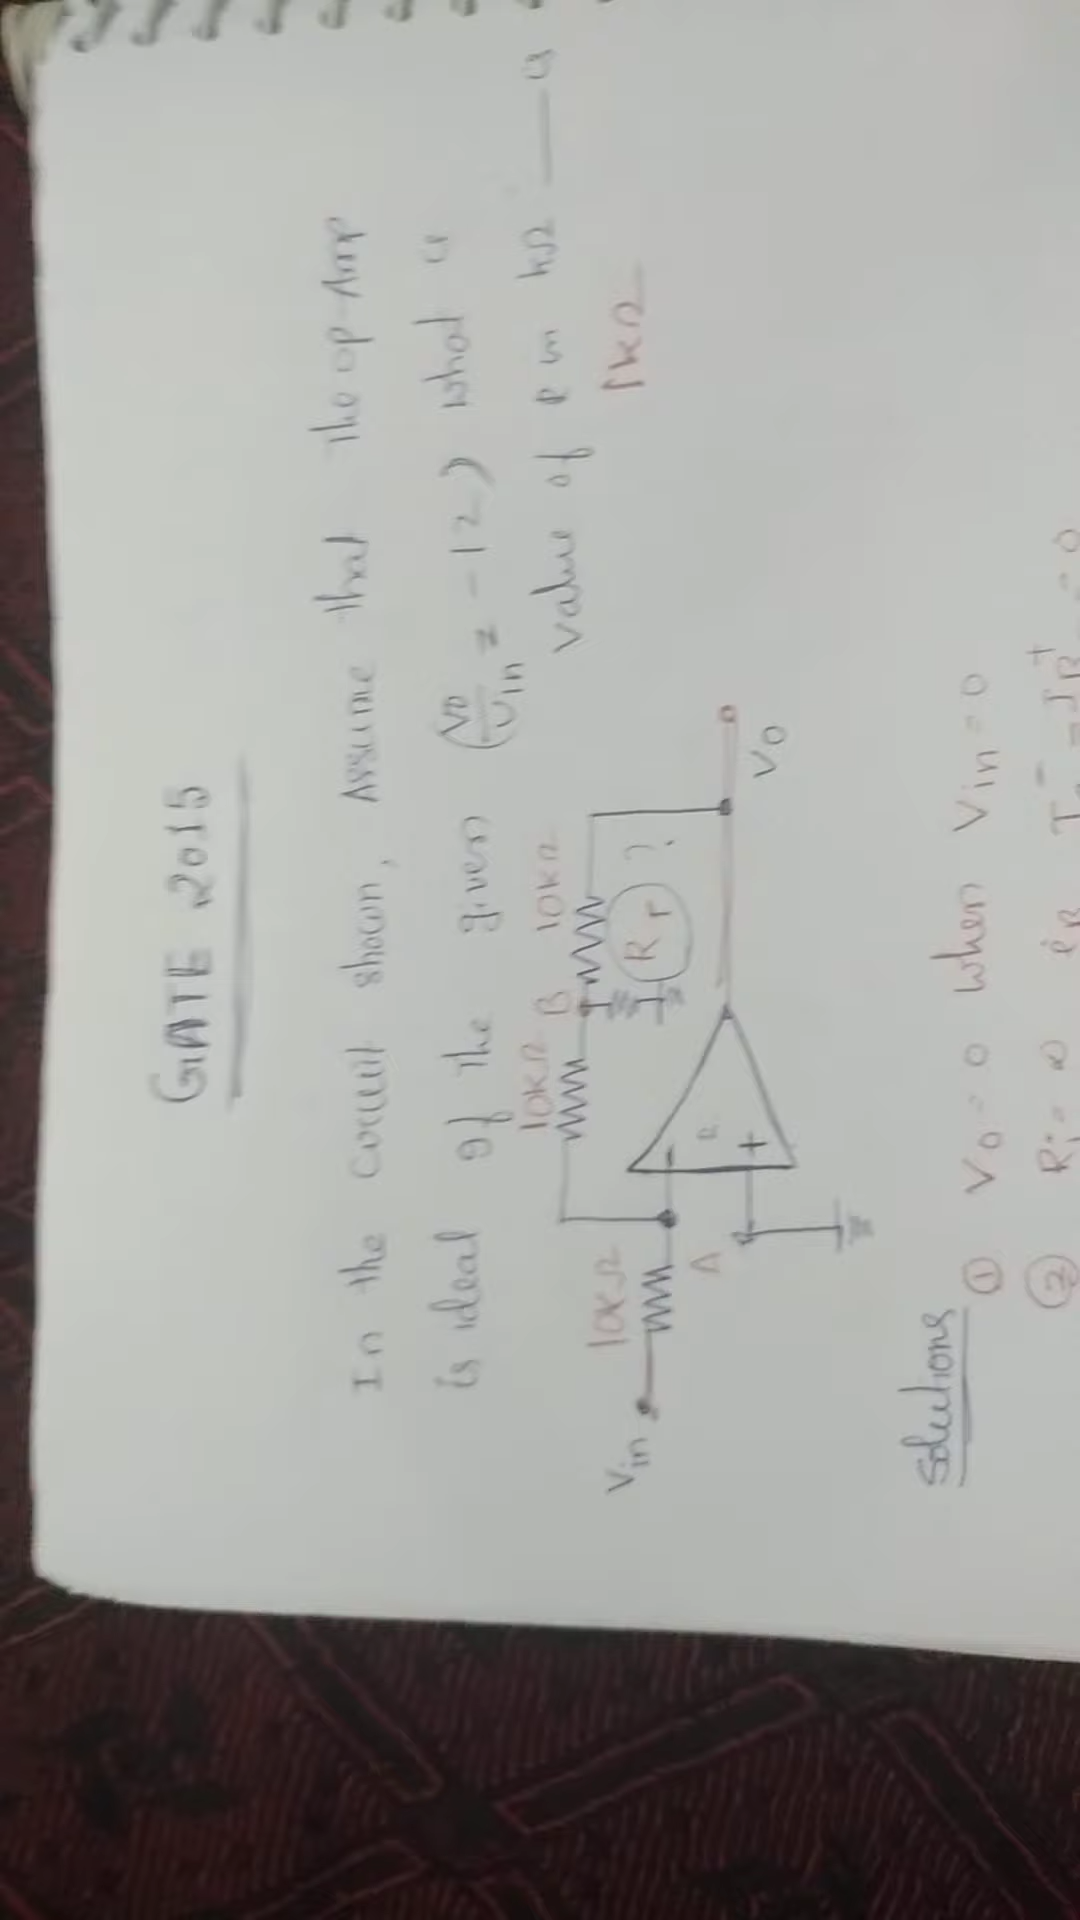 GATE 2015
In the circuit shown, Assume that the op-Amp
is ideal If the given (Vo/Vin = -12) what is
value of R in kΩ — is
1kΩ
10kΩ B 10kΩ
10kΩ
Rr ?
Vin
A
-
+
Vo
Solutions
① Vo = 0 when Vin = 0
② Ri = ∞